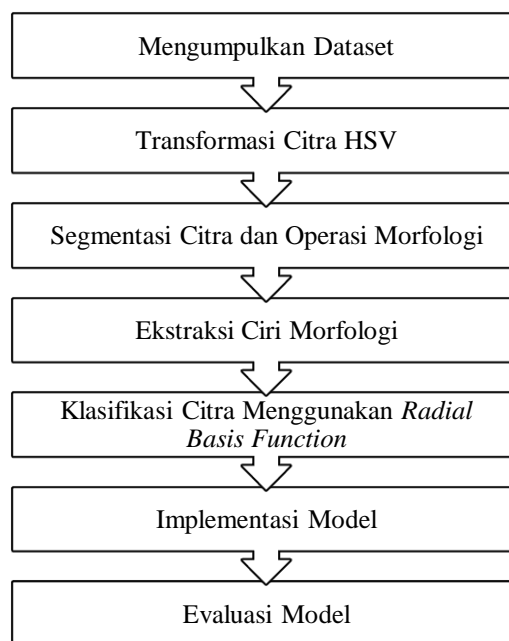 Mengumpulkan Dataset
Transformasi Citra HSV
Segmentasi Citra dan Operasi Morfologi
Ekstraksi Ciri Morfologi
Klasifikasi Citra Menggunakan Radial
Basis Function
Implementasi Model
Evaluasi Model